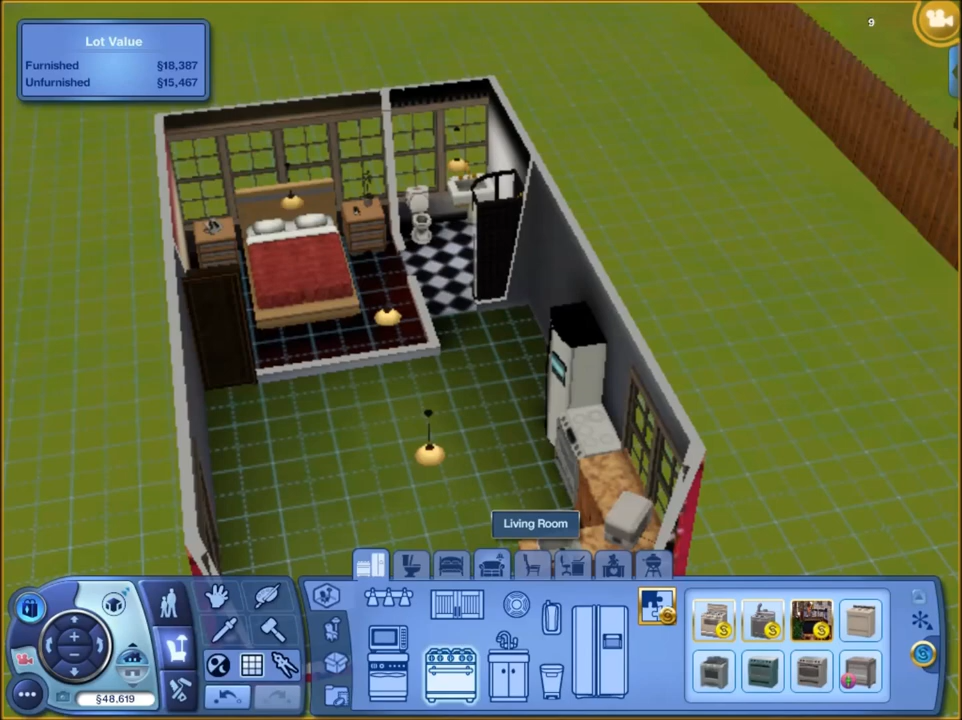 9
Lot Value
Furnished §18,387
Unfurnished §15,467
Living Room
§48,619